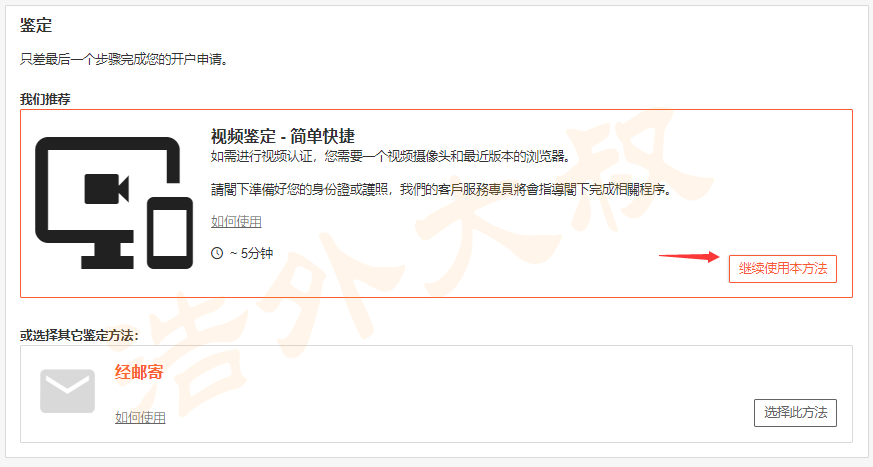 鉴定
只差最后一个步骤完成您的开户申请。
我们推荐
视频鉴定 - 简单快捷
如需进行视频认证，您需要一个视频摄像头和最近版本的浏览器。
請閣下準備好您的身份證或護照，我們的客戶服務專員將會指導閣下完成相關程序。
如何使用
~ 5分钟
继续使用本方法
或选择其它鉴定方法：
经邮寄
如何使用
选择此方法
浩外大叔